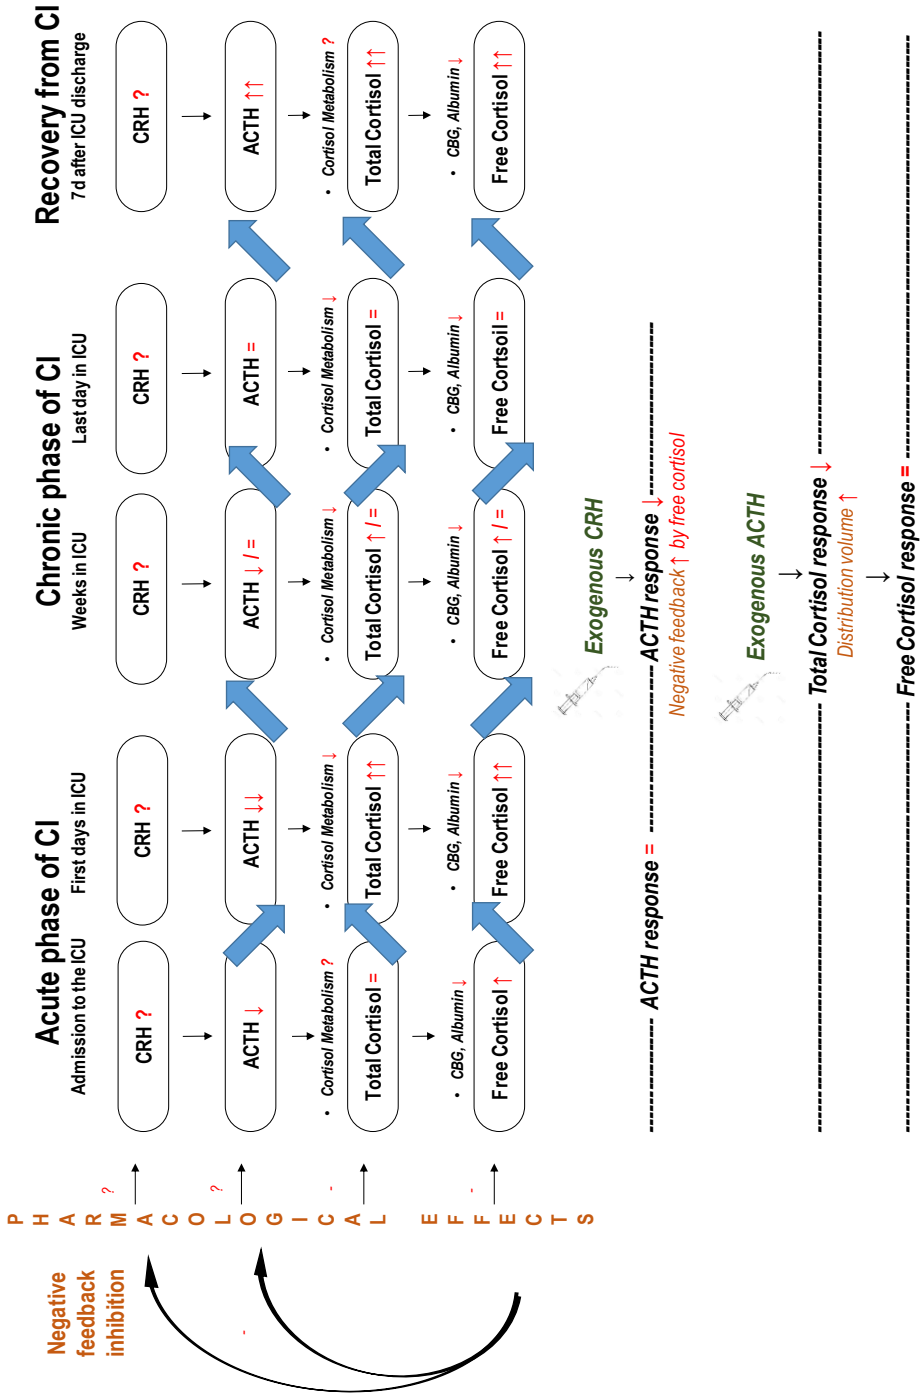 Acute phase of CI
Chronic phase of CI
Recovery from CI
Admission to the ICU
First days in ICU
Weeks in ICU
Last day in ICU
7d after ICU discharge
Negative
feedback
inhibition
-
PHARMACOLOGICAL EFFECTS
?
?
-
-
CRH ?
CRH ?
CRH ?
CRH ?
CRH ?
ACTH ↓
ACTH ↓↓
ACTH ↓ / =
ACTH =
ACTH ↑↑
• Cortisol Metabolism ?
• Cortisol Metabolism ↓
• Cortisol Metabolism ↓
• Cortisol Metabolism ↓
• Cortisol Metabolism ?
Total Cortisol =
Total Cortisol ↑↑
Total Cortisol ↑ / =
Total Cortisol =
Total Cortisol ↑↑
• CBG, Albumin ↓
• CBG, Albumin ↓
• CBG, Albumin ↓
• CBG, Albumin ↓
• CBG, Albumin ↓
Free Cortisol ↑
Free Cortisol ↑↑
Free Cortisol ↑ / =
Free Cortsoil =
Free Cortisol ↑↑
Exogenous CRH
ACTH response =
ACTH response ↓
Negative feedback ↑ by free cortisol
Exogenous ACTH
Total Cortisol response ↓
Distribution volume ↑
Free Cortisol response =